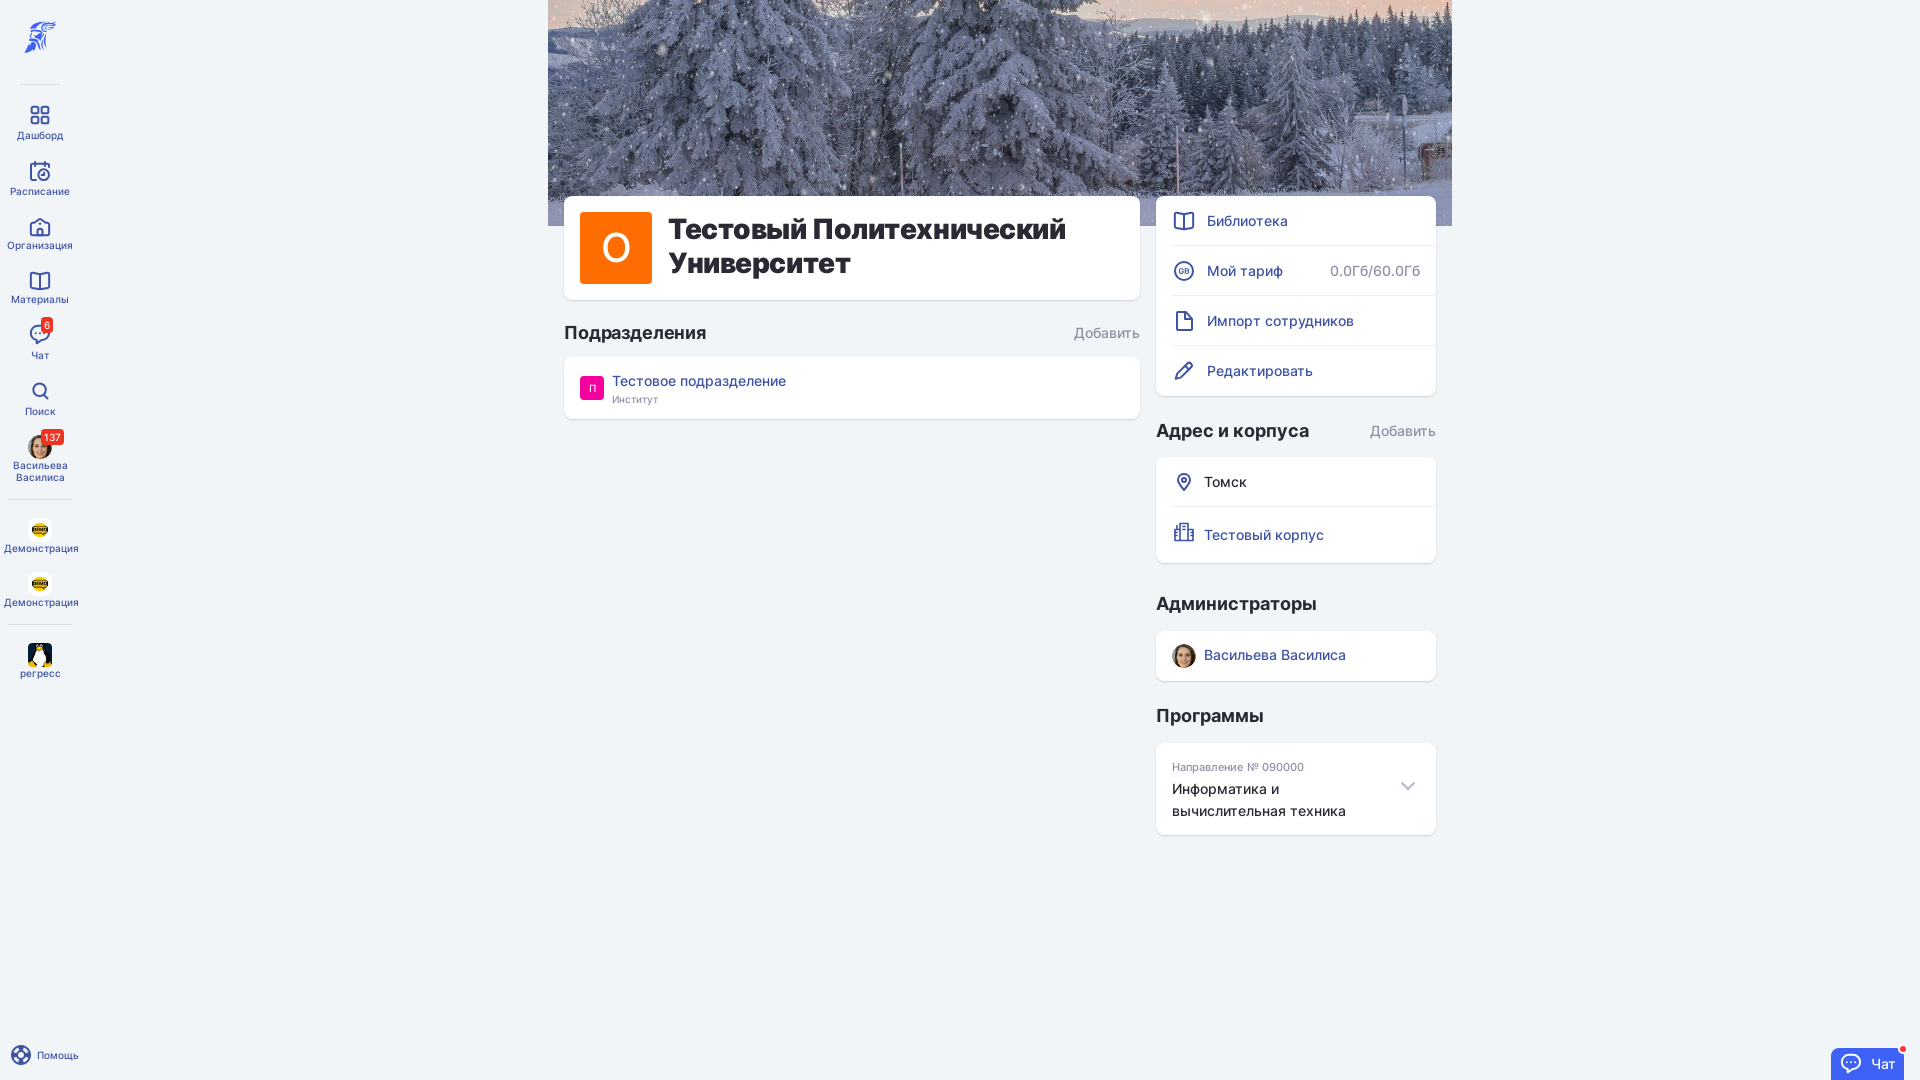 Дашборд
Расписание
Организация
Материалы
6
Чат
Поиск
137
Васильева
Василиса
DEMO
Демонстрация
DEMO
Демонстрация
регресс
Помощь
О
Тестовый Политехнический
Университет
Подразделения
Добавить
П
Тестовое подразделение
Институт
Библиотека
GB
Мой тариф
0.0Гб/60.0Гб
Импорт сотрудников
Редактировать
Адрес и корпуса
Добавить
Томск
Тестовый корпус
Администраторы
Васильева Василиса
Программы
Направление № 090000
Информатика и
вычислительная техника
Чат